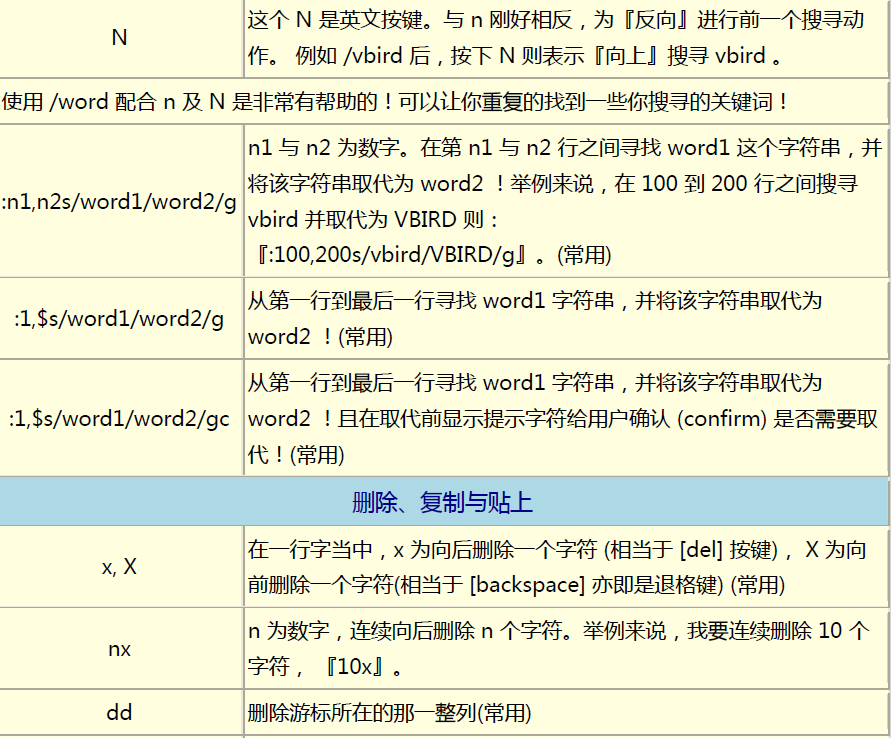 N
这个 N 是英文按键。与 n 刚好相反，为『反向』进行前一个搜寻动
作。 例如 /vbird 后，按下 N 则表示『向上』搜寻 vbird 。
使用 /word 配合 n 及 N 是非常有帮助的！可以让你重复的找到一些你搜寻的关键词！
:n1,n2s/word1/word2/g
n1 与 n2 为数字。在第 n1 与 n2 行之间寻找 word1 这个字符串，并
将该字符串取代为 word2 ！举例来说，在 100 到 200 行之间搜寻
vbird 并取代为 VBIRD 则：
『:100,200s/vbird/VBIRD/g』。(常用)
:1,$s/word1/word2/g
从第一行到最后一行寻找 word1 字符串，并将该字符串取代为
word2 ！(常用)
:1,$s/word1/word2/gc
从第一行到最后一行寻找 word1 字符串，并将该字符串取代为
word2 ！且在取代前显示提示字符给用户确认 (confirm) 是否需要取
代！(常用)
删除、复制与贴上
x, X
在一行字当中，x 为向后删除一个字符 (相当于 [del] 按键)， X 为向
前删除一个字符(相当于 [backspace] 亦即是退格键) (常用)
nx
n 为数字，连续向后删除 n 个字符。举例来说，我要连续删除 10 个
字符， 『10x』。
dd
删除游标所在的那一整列(常用)